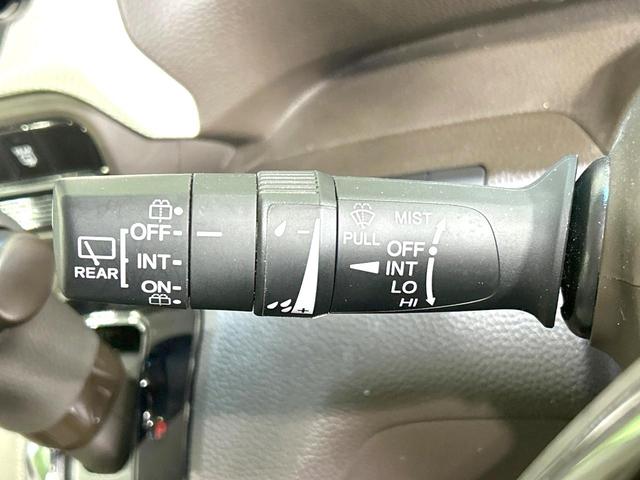 REAR
OFF
INT
ON
-
+
PULL
MIST
OFF
INT
LO
HI